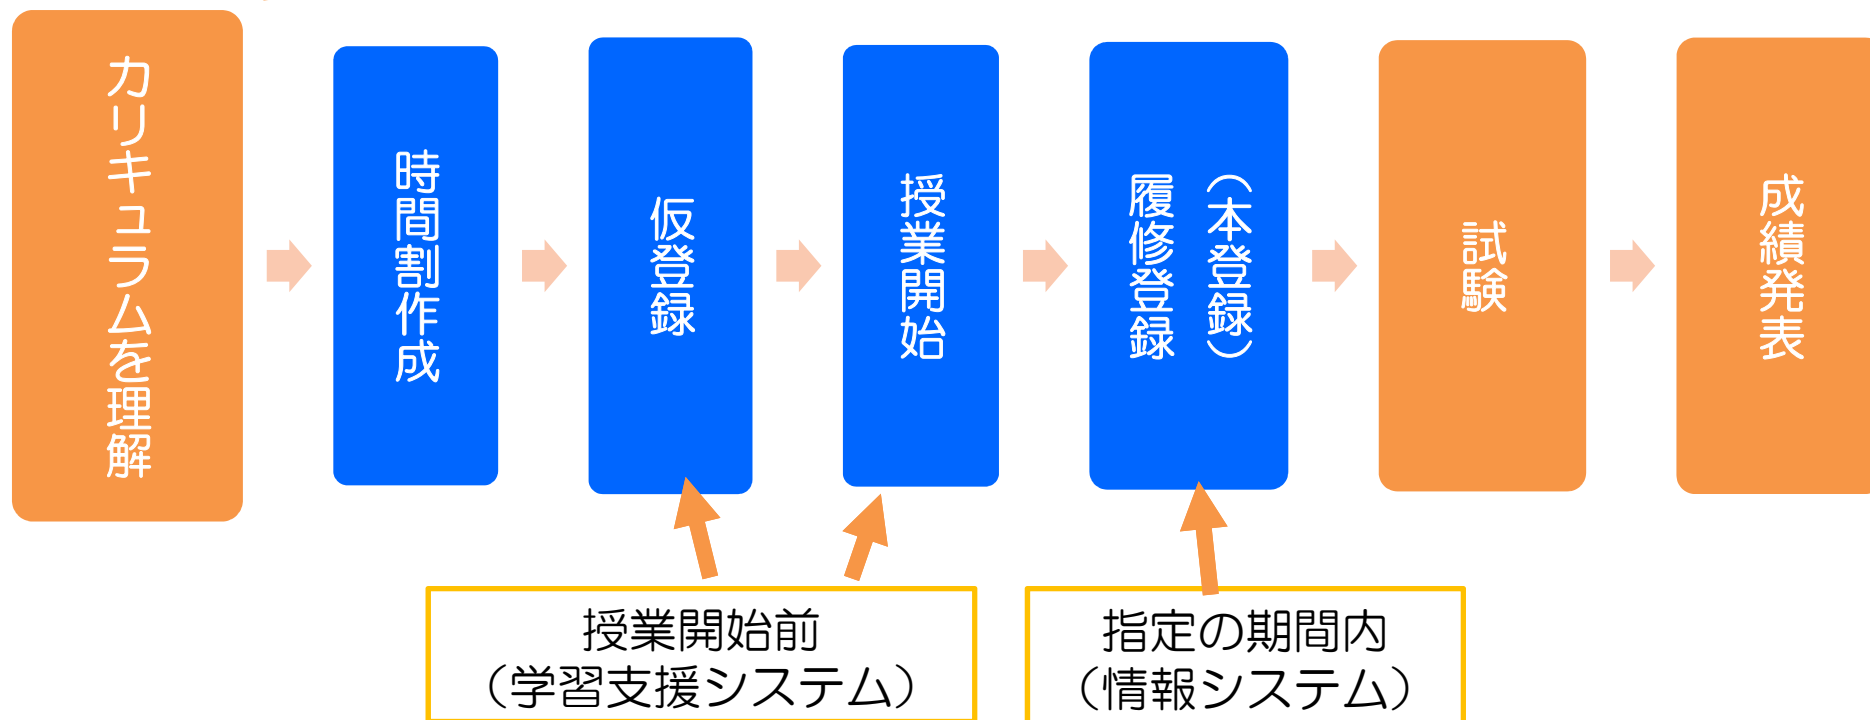 カリキュラムを理解
時間割作成
仮登録
授業開始
履修登録
（本登録）
試験
成績発表
授業開始前
（学習支援システム）
指定の期間内
（情報システム）